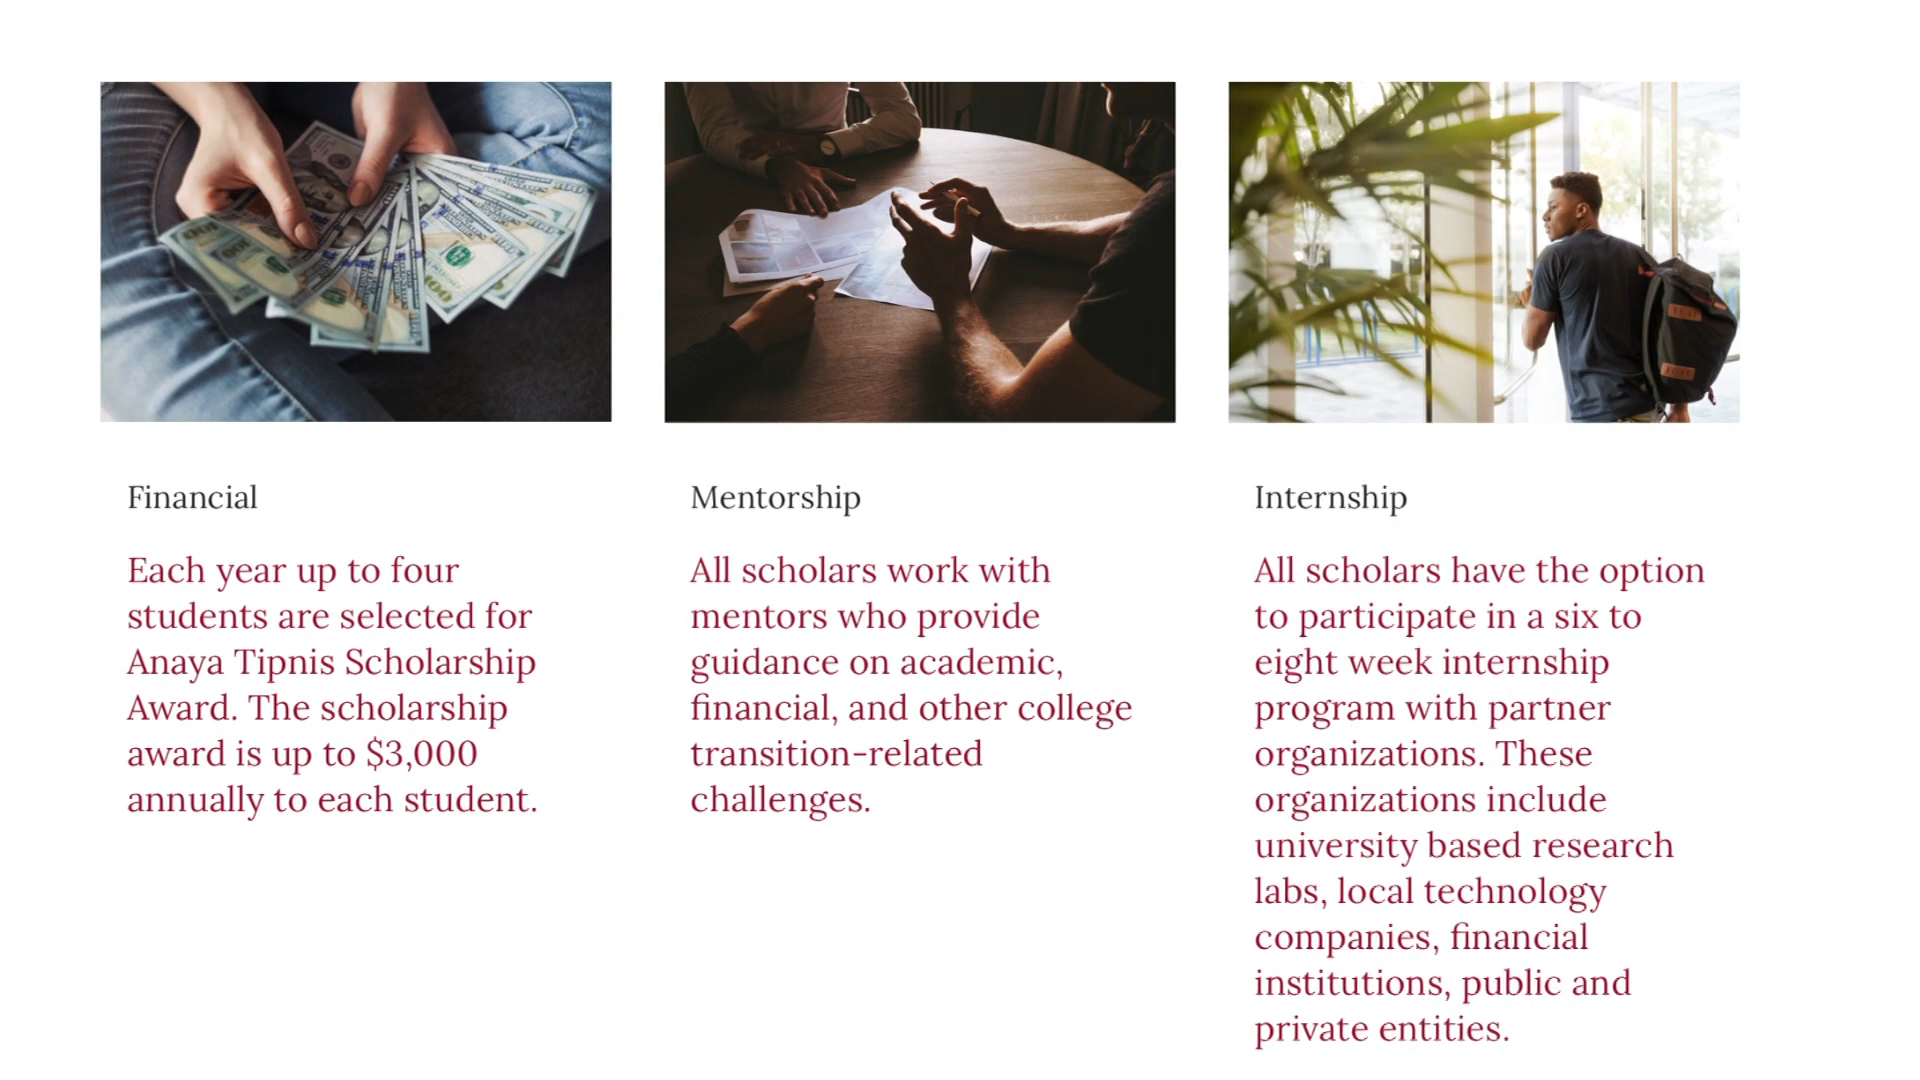 Financial
Each year up to four
students are selected for
Anaya Tipnis Scholarship
Award. The scholarship
award is up to $3,000
annually to each student.
Mentorship
All scholars work with
mentors who provide
guidance on academic,
financial, and other college
transition-related
challenges.
Internship
All scholars have the option
to participate in a six to
eight week internship
program with partner
organizations. These
organizations include
university based research
labs, local technology
companies, financial
institutions, public and
private entities.